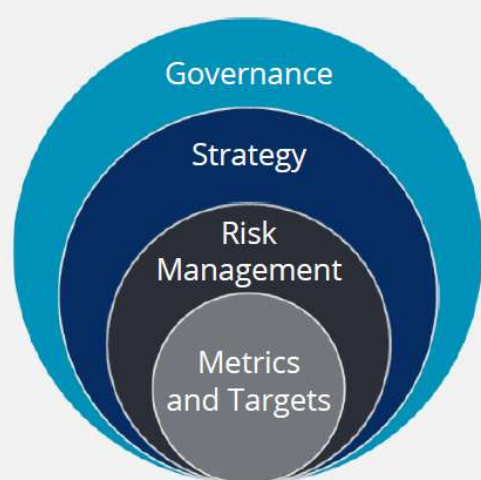 Governance
Strategy
Risk
Management
Metrics
and Targets